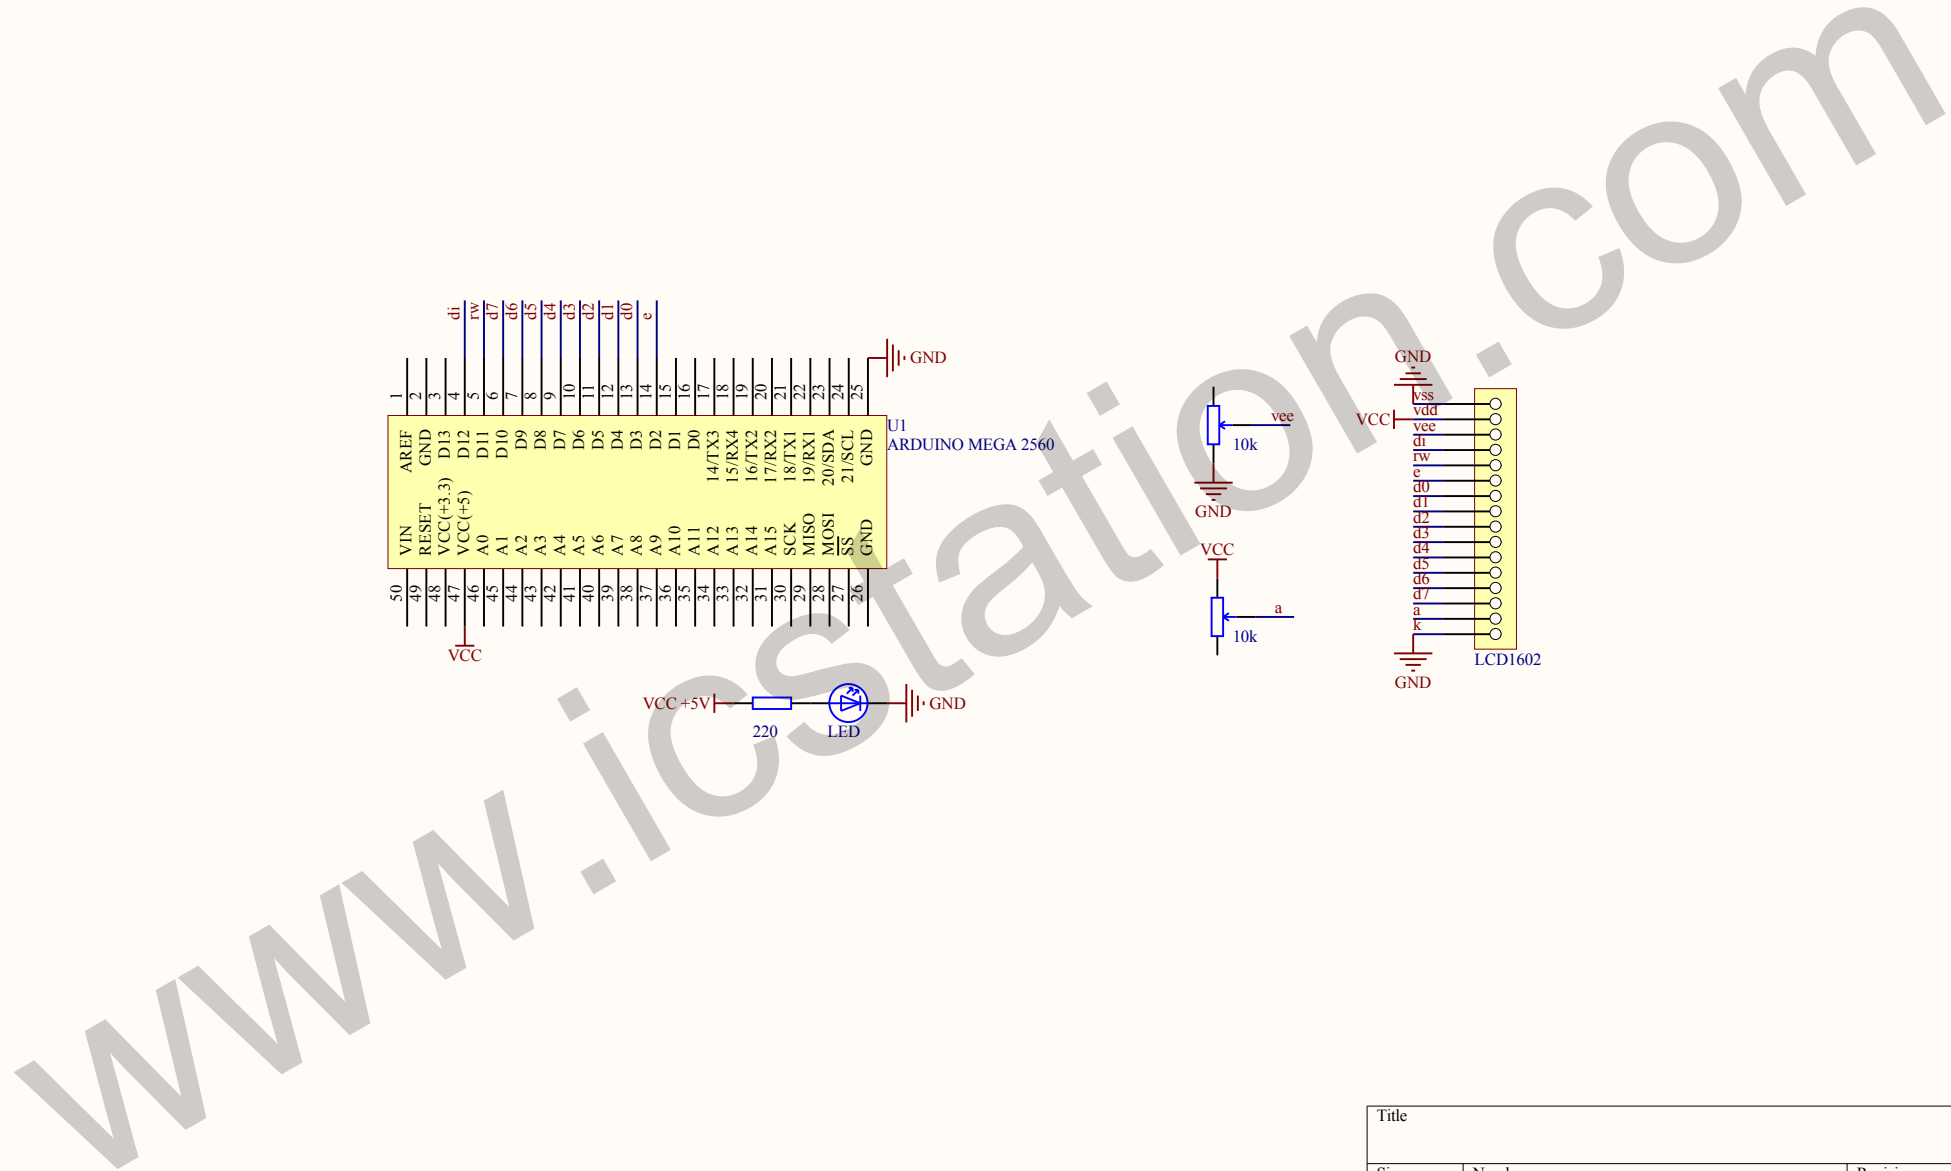 www.icstation.com
di rw d7 d6 d5 d4 d3 d2 d1 d0 e
1 2 3 4 5 6 7 8 9 10 11 12 13 14 15 16 17 18 19 20 21 22 23 24 25
GND
AREF GND D13 D12 D11 D10 D9 D8 D7 D6 D5 D4 D3 D2 D1 D0 14/TX3 15/RX4 16/TX2 17/RX2 18/TX1 19/RX1 20/SDA 21/SCL GND
U1
ARDUINO MEGA 2560
VIN RESET VCC(+3.3) VCC(+5) A0 A1 A2 A3 A4 A5 A6 A7 A8 A9 A10 A11 A12 A13 A14 A15 SCK MISO MOSI SS GND
50 49 48 47 46 45 44 43 42 41 40 39 38 37 36 35 34 33 32 31 30 29 28 27 26
VCC
VCC +5V
GND
220
LED
vee
10k
GND
VCC
a
10k
GND
vss
VCC
vdd
vee
di
rw
e
d0
d1
d2
d3
d4
d5
d6
d7
a
k
LCD1602
GND
Title